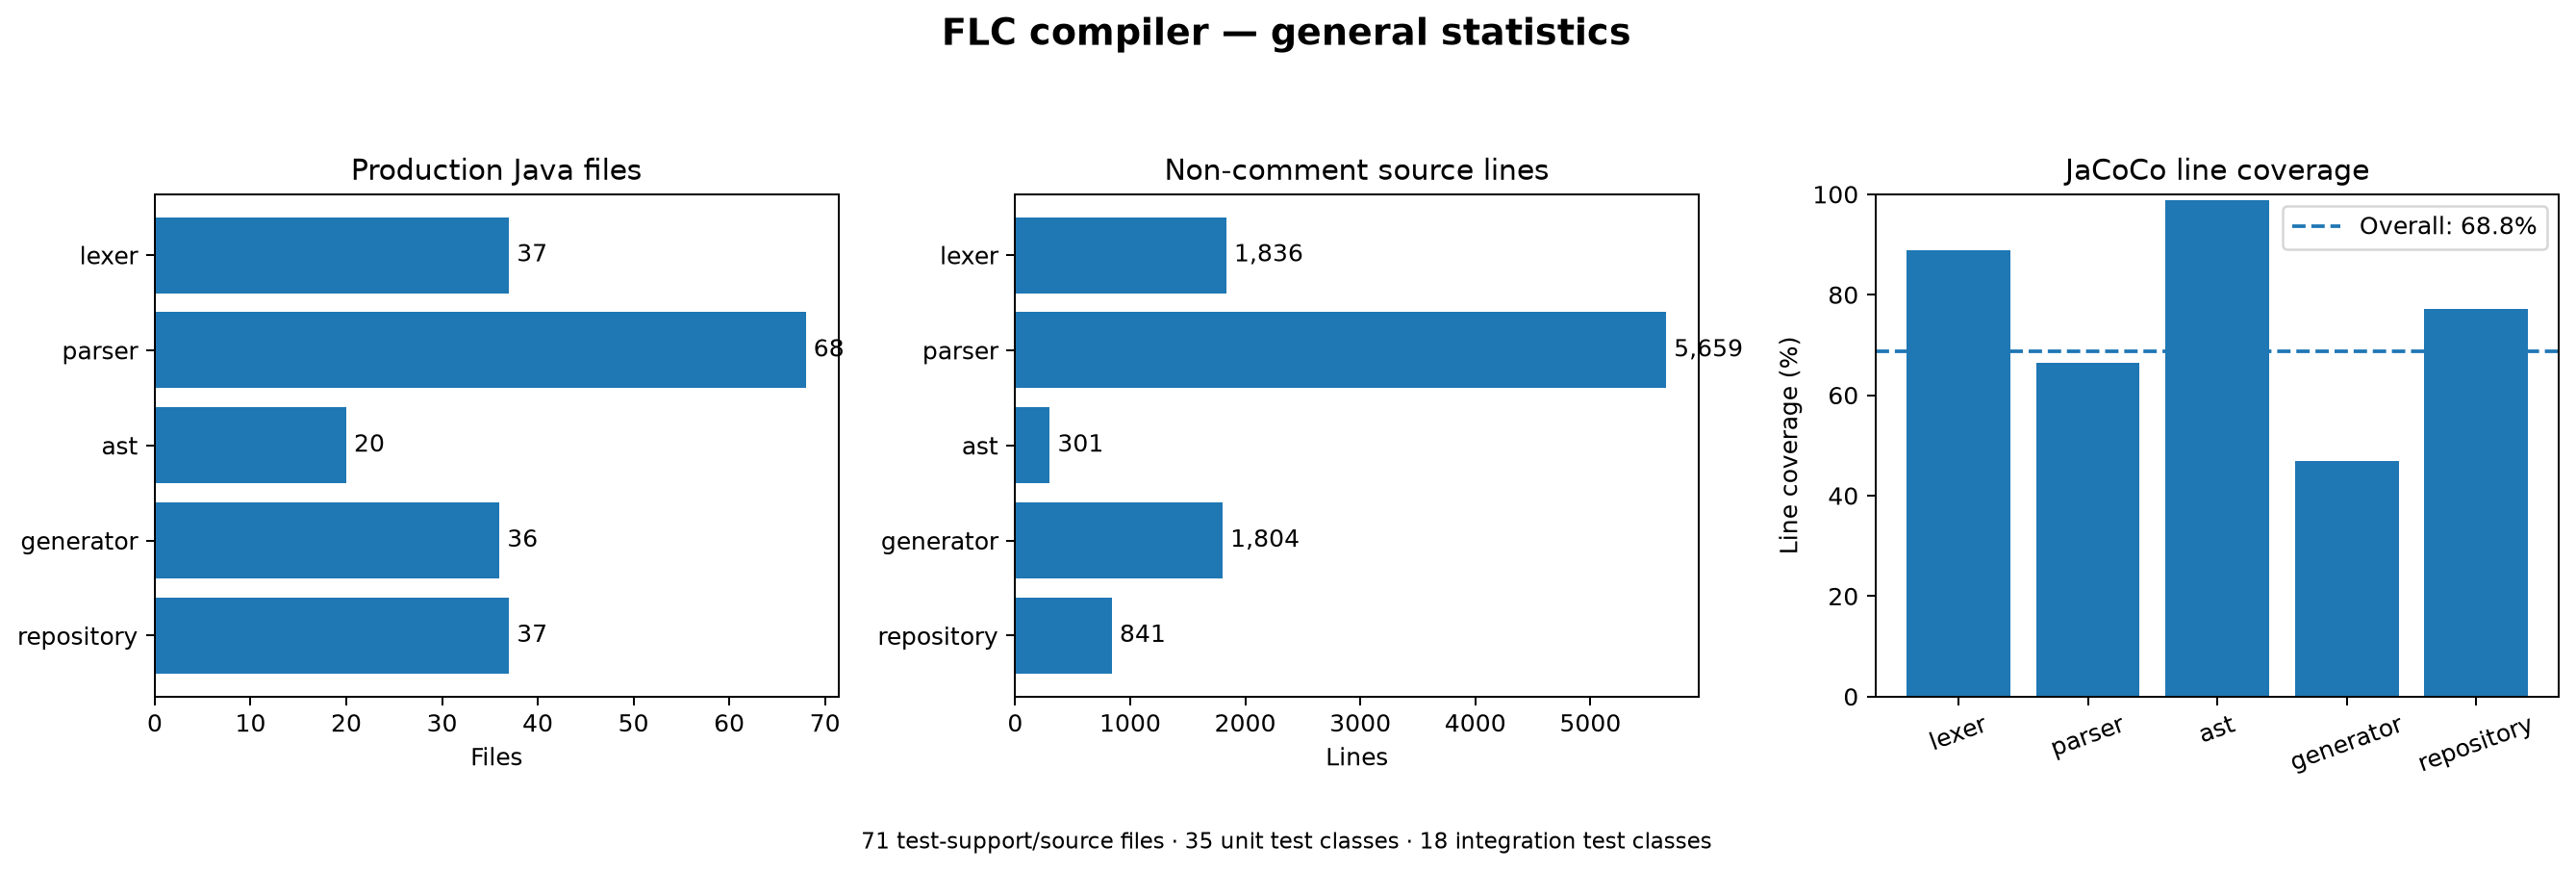 FLC compiler — general statistics
Production Java files
lexer
parser
ast
generator
repository
37
68
20
36
37
0 10 20 30 40 50 60 70
Files
Non-comment source lines
lexer
parser
ast
generator
repository
1,836
5,659
301
1,804
841
0 1000 2000 3000 4000 5000
Lines
JaCoCo line coverage
Line coverage (%)
100
80
60
40
20
0
Overall: 68.8%
lexer parser ast generator repository
71 test-support/source files · 35 unit test classes · 18 integration test classes